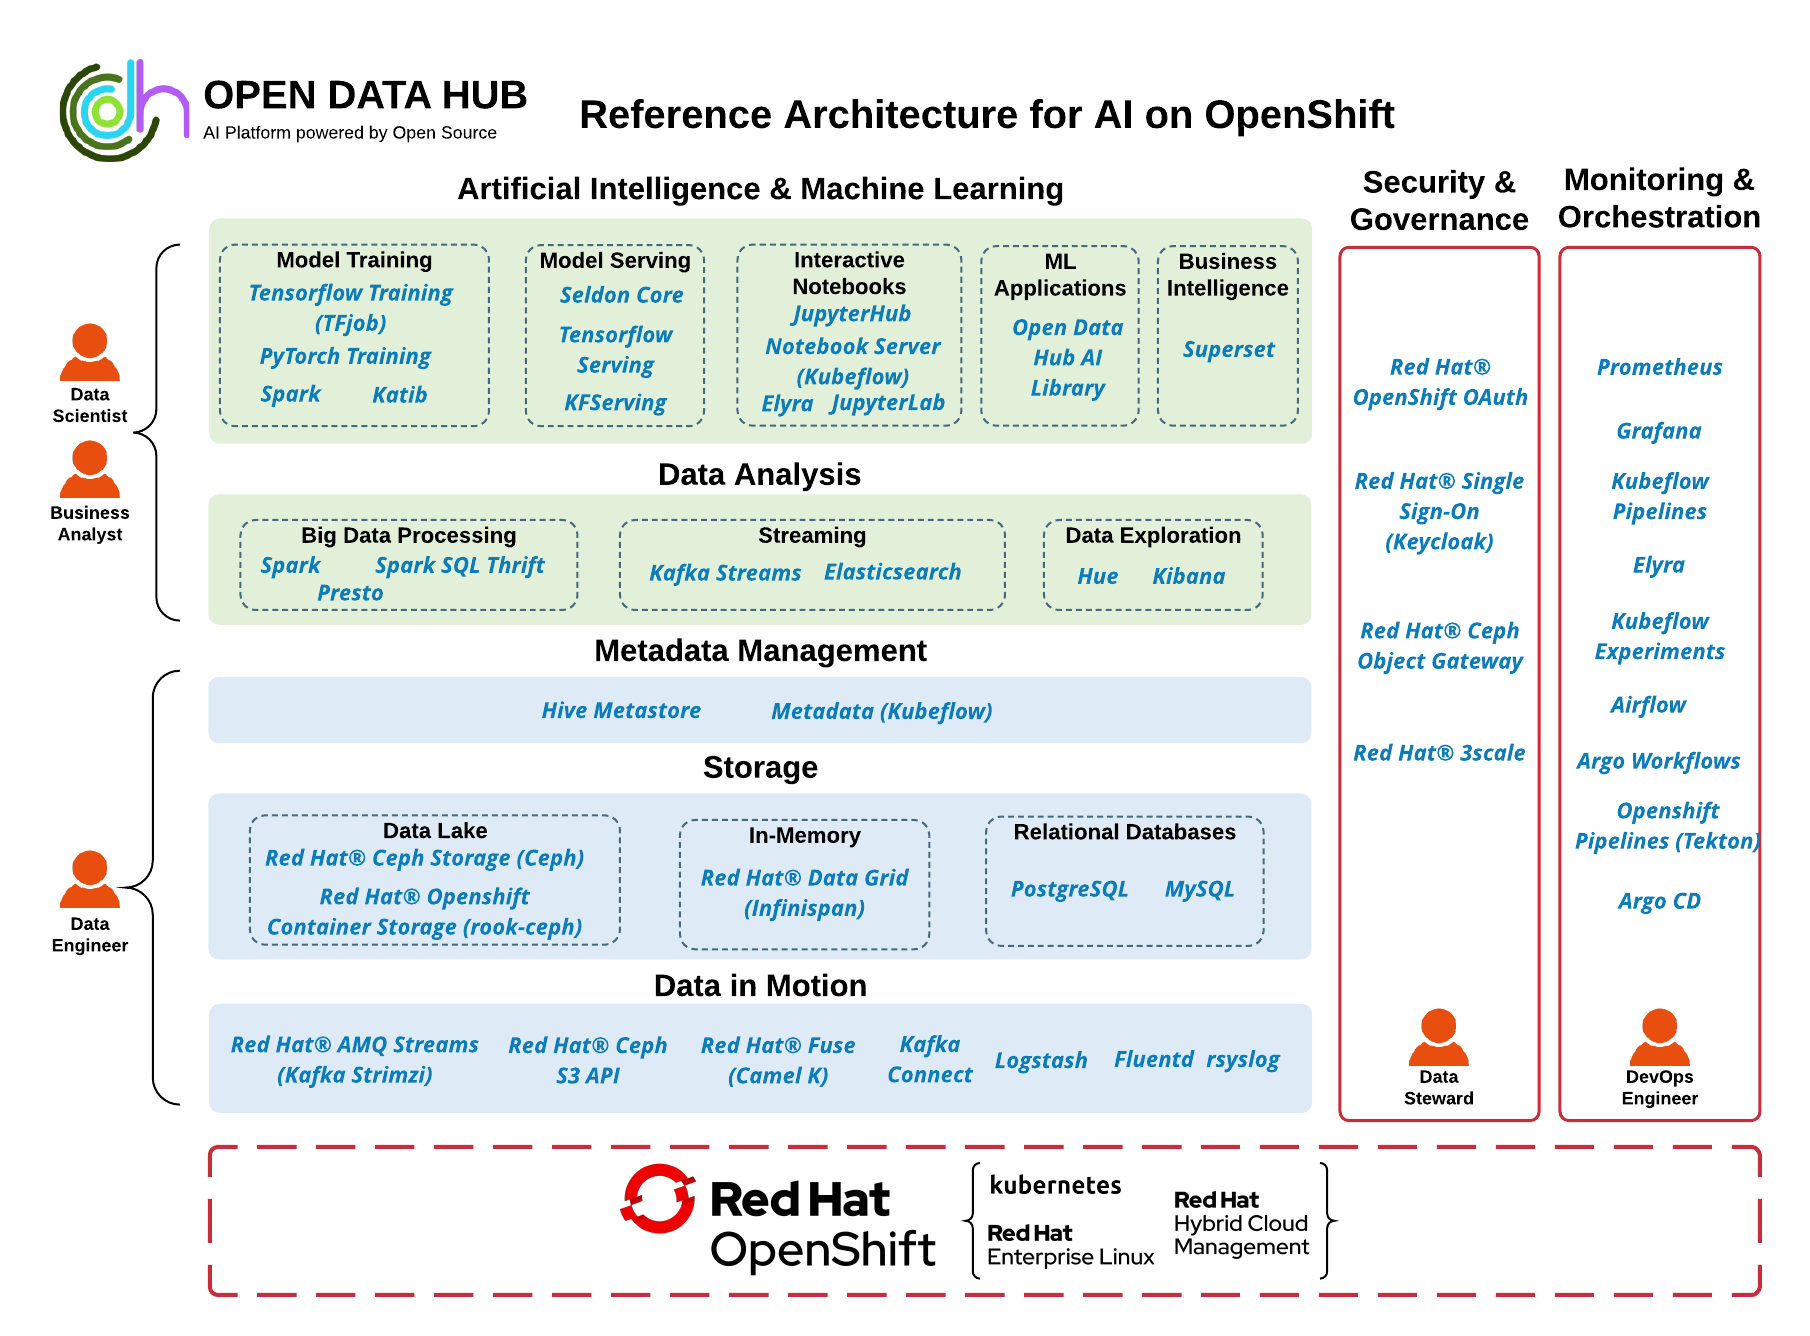 OPEN DATA HUB
AI Platform powered by Open Source
Reference Architecture for AI on OpenShift
Artificial Intelligence & Machine Learning
Model Training
Tensorflow Training
(TFjob)
PyTorch Training
Spark Katib
Model Serving
Seldon Core
Tensorflow
Serving
KFServing
Interactive
Notebooks
JupyterHub
Notebook Server
(Kubeflow)
Elyra JupyterLab
ML
Applications
Open Data
Hub AI
Library
Business
Intelligence
Superset
Data
Scientist
Business
Analyst
Data Analysis
Big Data Processing
Spark Spark SQL Thrift
Presto
Streaming
Kafka Streams Elasticsearch
Data Exploration
Hue Kibana
Metadata Management
Hive Metastore Metadata (Kubeflow)
Storage
Data Lake
Red Hat® Ceph Storage (Ceph)
Red Hat® Openshift
Container Storage (rook-ceph)
In-Memory
Red Hat® Data Grid
(Infinispan)
Relational Databases
PostgreSQL MySQL
Data
Engineer
Data in Motion
Red Hat® AMQ Streams
(Kafka Strimzi)
Red Hat® Ceph
S3 API
Red Hat® Fuse
(Camel K)
Kafka
Connect
Logstash
Fluentd rsyslog
Security &
Governance
Red Hat®
OpenShift OAuth
Red Hat® Single
Sign-On
(Keycloak)
Red Hat® Ceph
Object Gateway
Red Hat® 3scale
Data
Steward
Monitoring &
Orchestration
Prometheus
Grafana
Kubeflow
Pipelines
Elyra
Kubeflow
Experiments
Airflow
Argo Workflows
Openshift
Pipelines (Tekton)
Argo CD
DevOps
Engineer
Red Hat
OpenShift
kubernetes
Red Hat
Enterprise Linux
Red Hat
Hybrid Cloud
Management